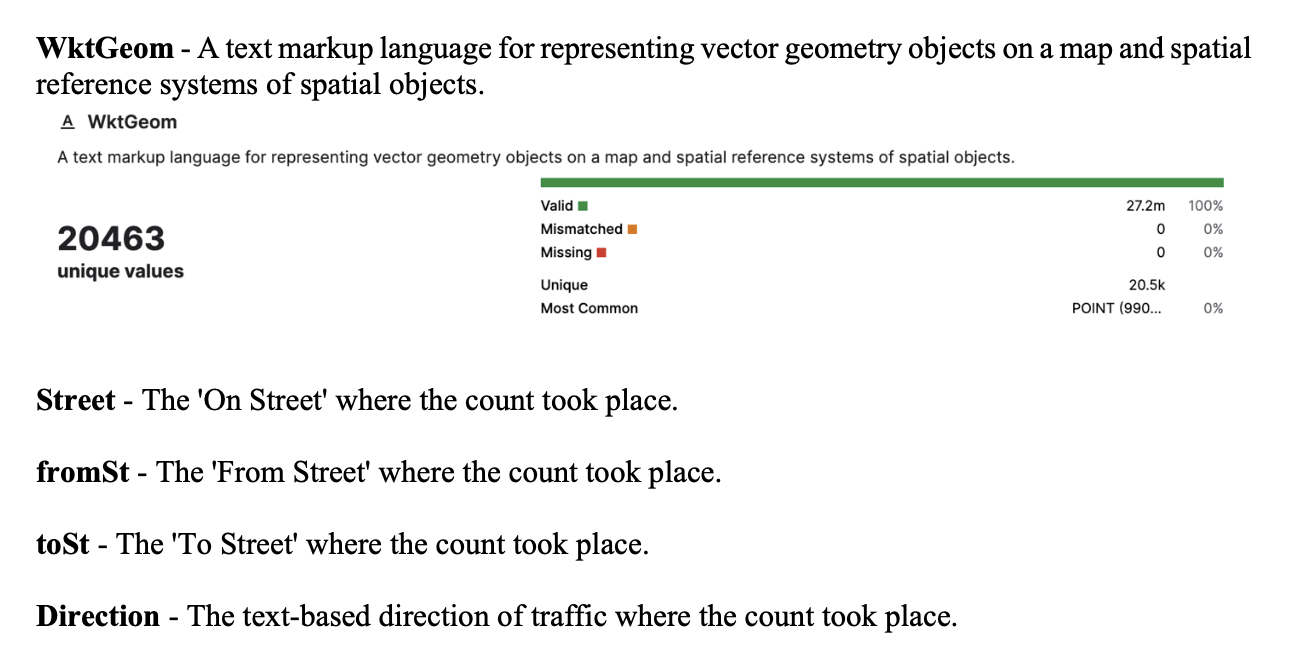 WktGeom - A text markup language for representing vector geometry objects on a map and spatial
reference systems of spatial objects.
A WktGeom
A text markup language for representing vector geometry objects on a map and spatial reference systems of spatial objects.
20463
unique values
Valid 27.2m 100%
Mismatched 0 0%
Missing 0 0%
Unique 20.5k
Most Common POINT (990... 0%
Street - The 'On Street' where the count took place.
fromSt - The 'From Street' where the count took place.
toSt - The 'To Street' where the count took place.
Direction - The text-based direction of traffic where the count took place.